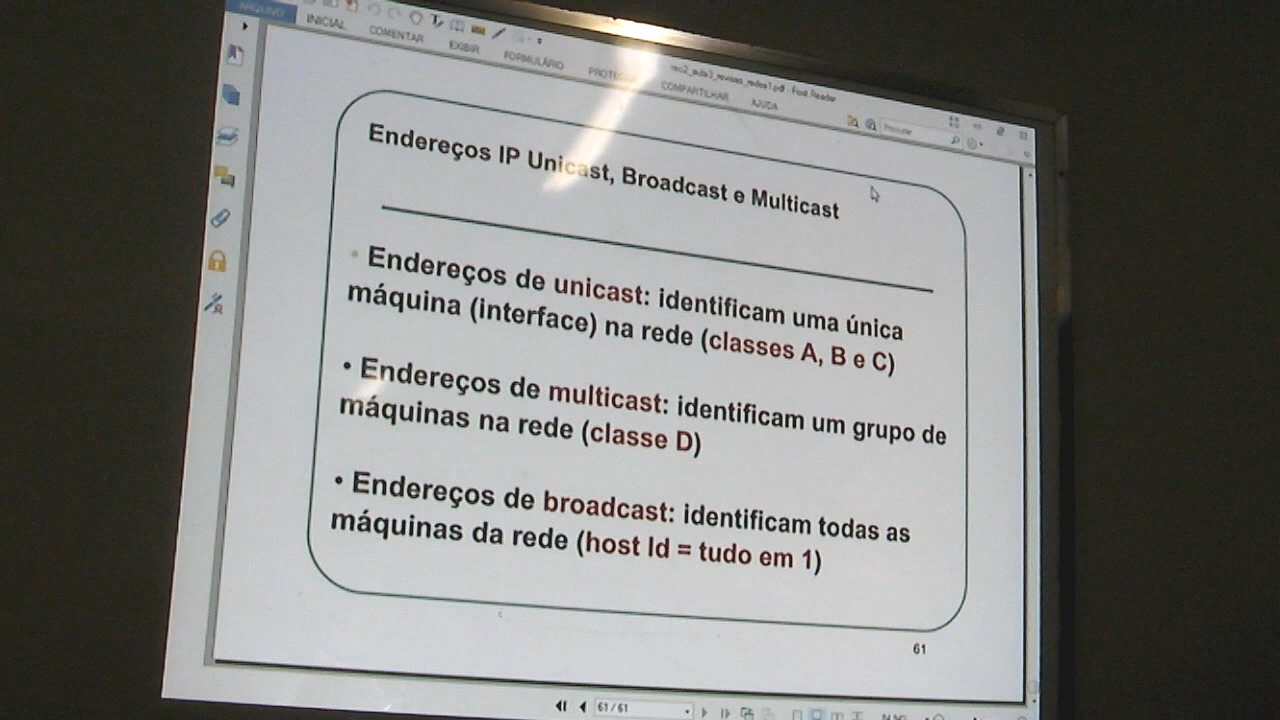 ARQUIVO
INICIAL
COMENTAR
EXIBIR
FORMULÁRIO
COMPARTILHAR
AJUDA
Procurar
Endereços IP Unicast, Broadcast e Multicast
• Endereços de unicast: identificam uma única
máquina (interface) na rede (classes A, B e C)
• Endereços de multicast: identificam um grupo de
máquinas na rede (classe D)
• Endereços de broadcast: identificam todas as
máquinas da rede (host Id = tudo em 1)
61
61 / 61